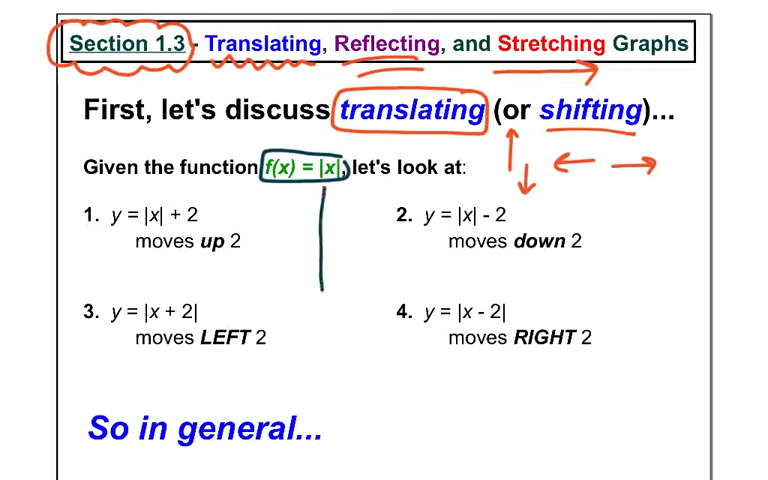 Section 1.3 - Translating, Reflecting, and Stretching Graphs
First, let's discuss translating (or shifting)...
Given the function f(x) = |x|, let's look at:
1. y = |x| + 2
moves up 2
2. y = |x| - 2
moves down 2
3. y = |x + 2|
moves LEFT 2
4. y = |x - 2|
moves RIGHT 2
So in general...